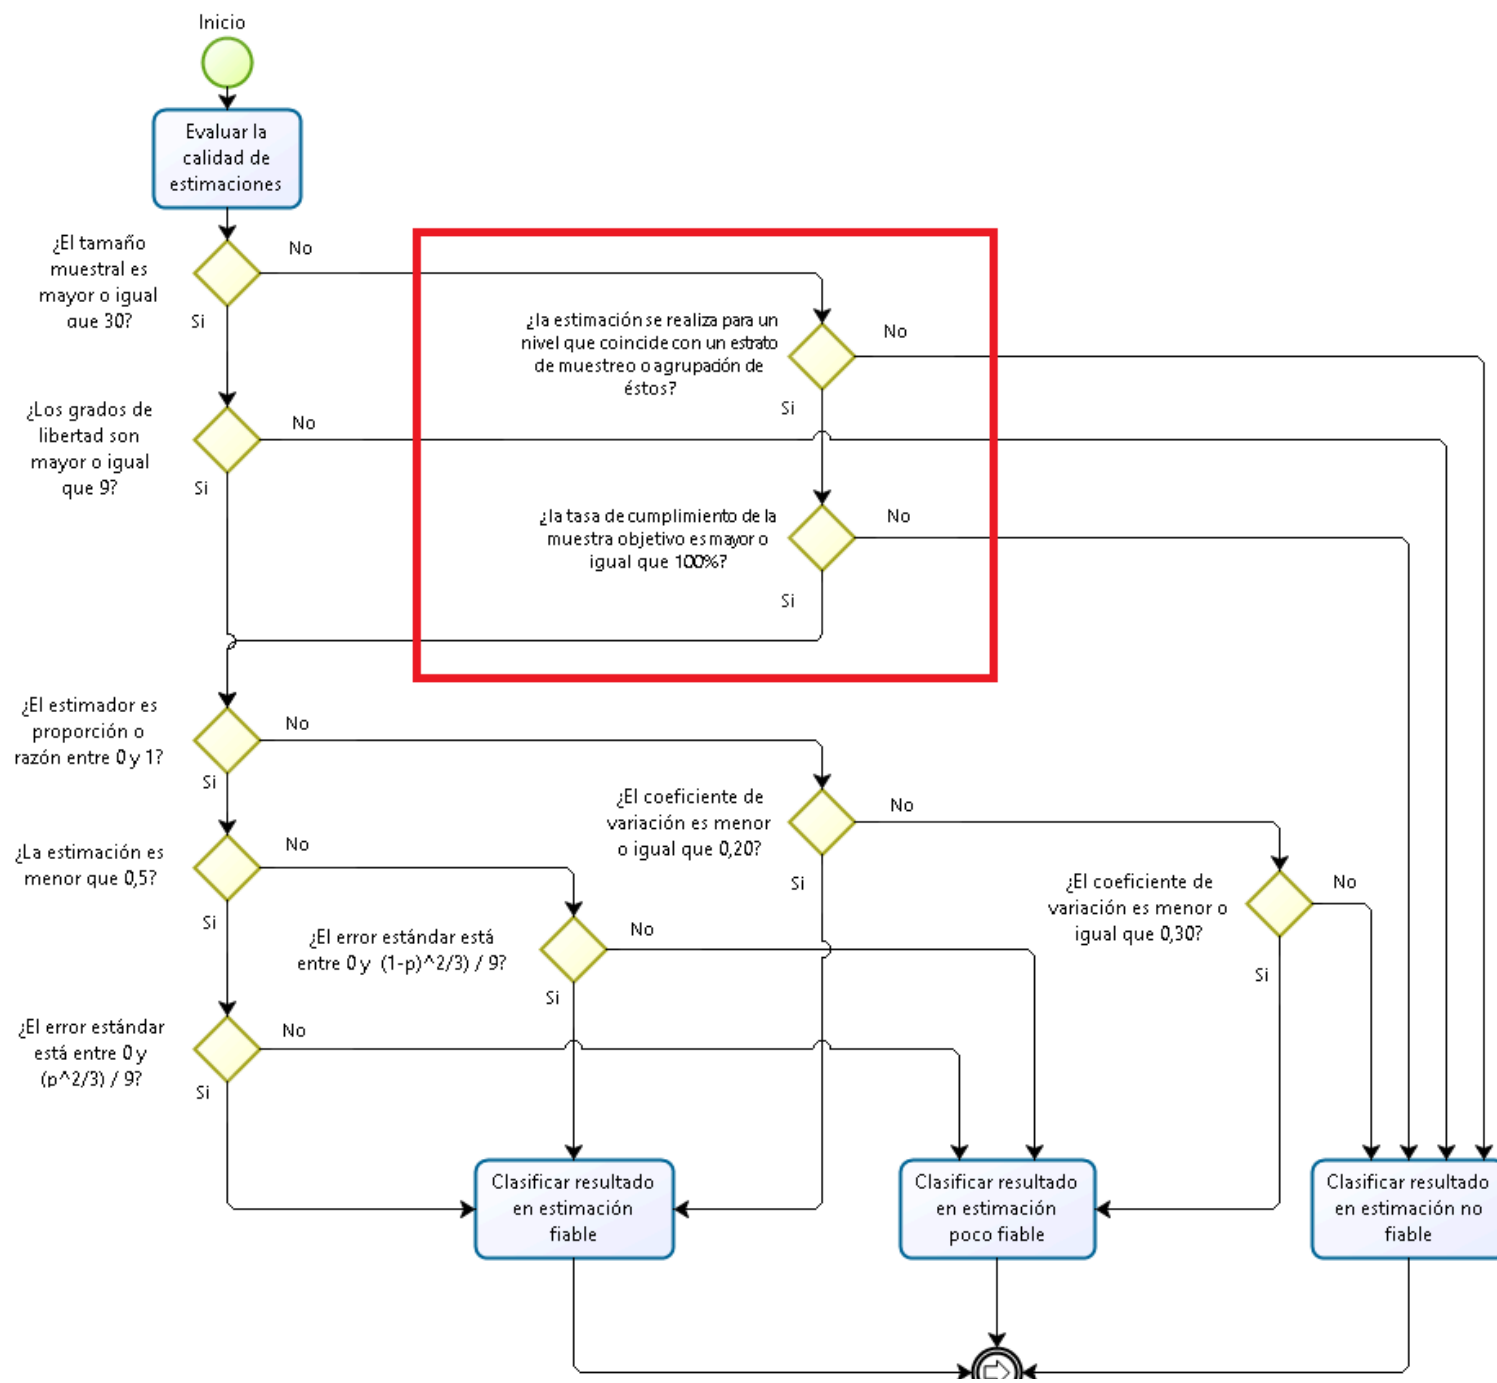 Inicio
Evaluar la
calidad de
estimaciones
¿El tamaño
muestral es
mayor o igual
que 30?
No
Si
¿la estimación se realiza para un
nivel que coincide con un estrato
de muestreo o agrupación de
éstos?
No
Si
¿Los grados de
libertad son
mayor o igual
que 9?
No
Si
¿la tasa de cumplimiento de la
muestra objetivo es mayor o
igual que 100%?
No
Si
¿El estimador es
proporción o
razón entre 0 y 1?
No
Si
¿El coeficiente de
variación es menor
o igual que 0,20?
No
Si
¿La estimación es
menor que 0,5?
No
Si
¿El coeficiente de
variación es menor o
igual que 0,30?
No
Si
¿El error estándar está
entre 0 y (1-p)^2/3) / 9?
No
Si
¿El error estándar
está entre 0 y
(p^2/3) / 9?
No
Si
Clasificar resultado
en estimación
fiable
Clasificar resultado
en estimación
poco fiable
Clasificar resultado
en estimación no
fiable